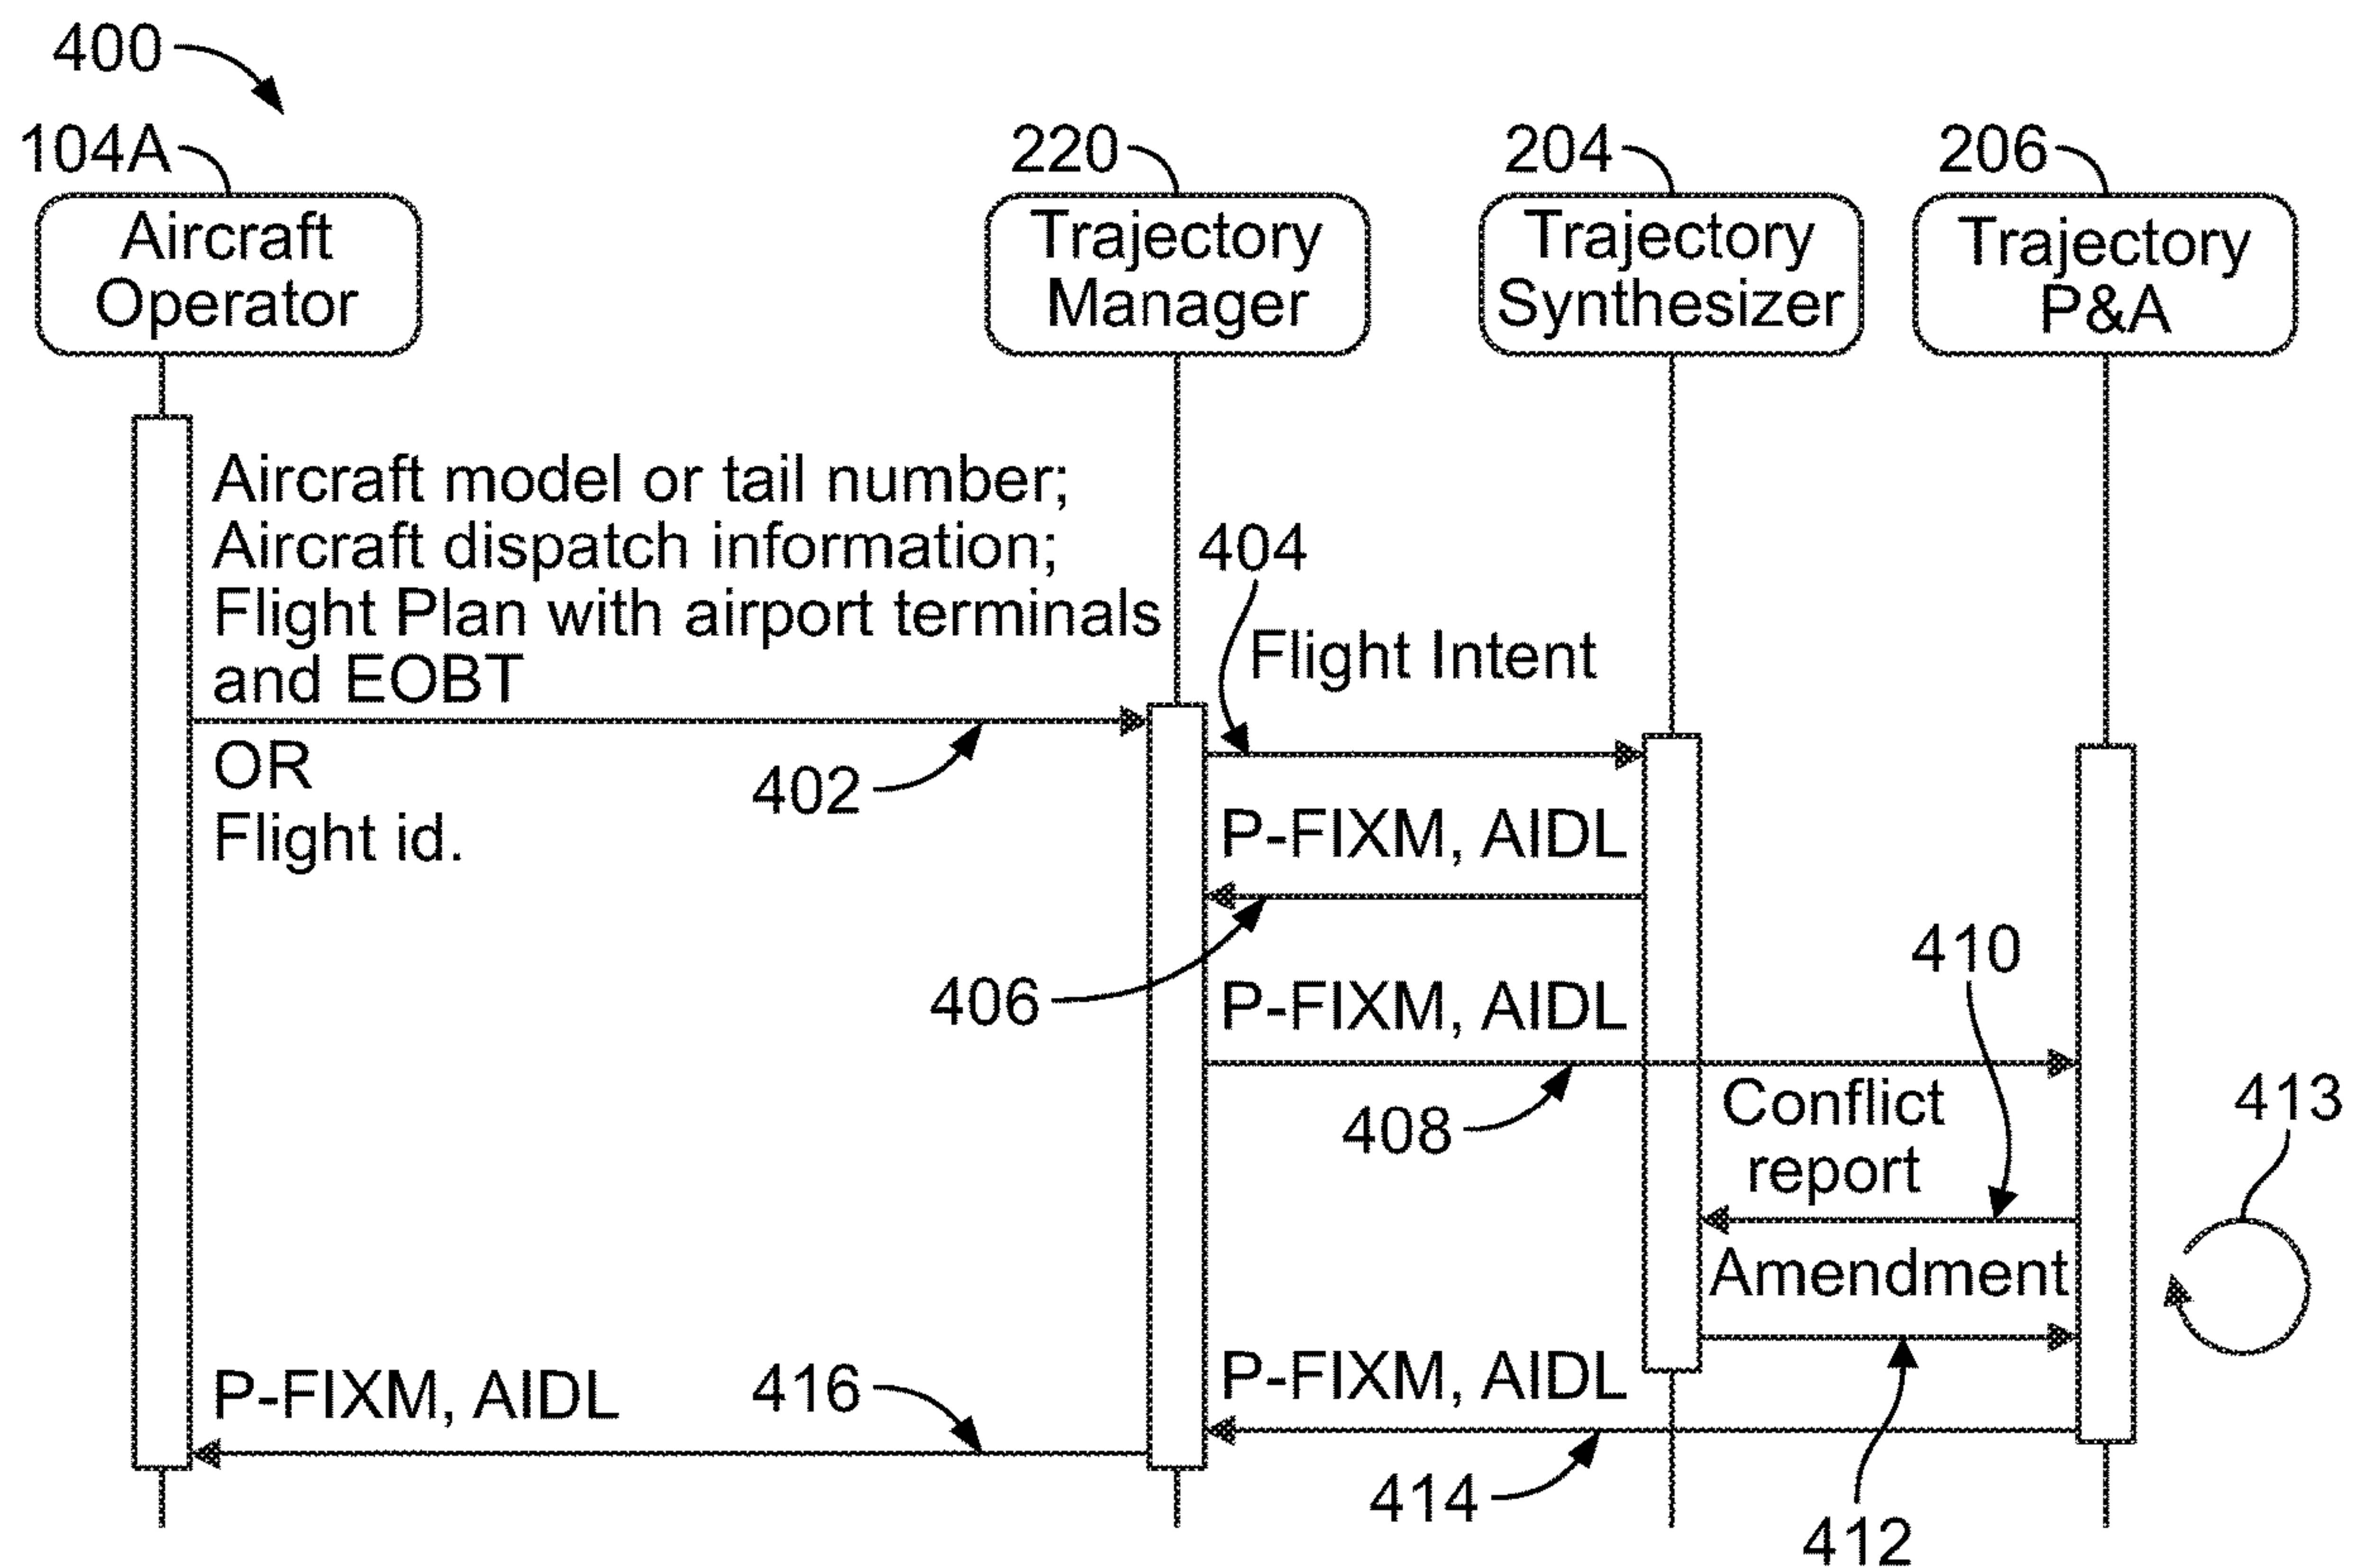 400
104A
220
204
206
Aircraft
Operator
Trajectory
Manager
Trajectory
Synthesizer
Trajectory
P&A
Aircraft model or tail number;
Aircraft dispatch information;
Flight Plan with airport terminals
and EOBT
OR
Flight id.
402
404
Flight Intent
P-FIXM, AIDL
406
P-FIXM, AIDL
408
410
Conflict
report
413
Amendment
412
P-FIXM, AIDL
414
P-FIXM, AIDL
416